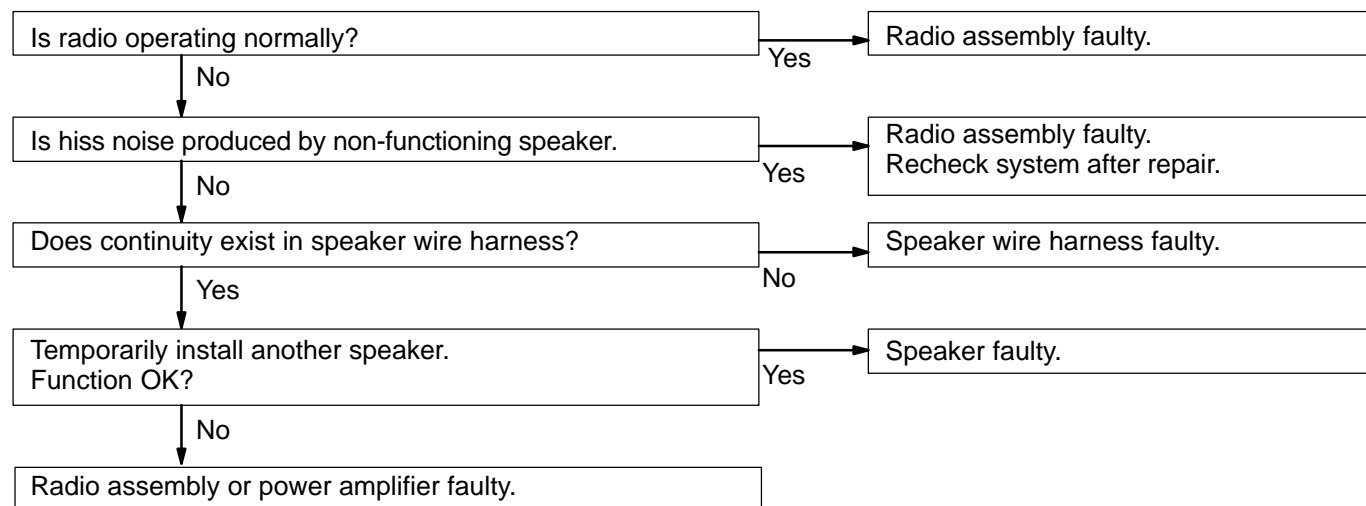 Is radio operating normally?
Yes
Radio assembly faulty.
No
Is hiss noise produced by non-functioning speaker.
Yes
Radio assembly faulty.
Recheck system after repair.
No
Does continuity exist in speaker wire harness?
No
Speaker wire harness faulty.
Yes
Temporarily install another speaker.
Function OK?
Yes
Speaker faulty.
No
Radio assembly or power amplifier faulty.